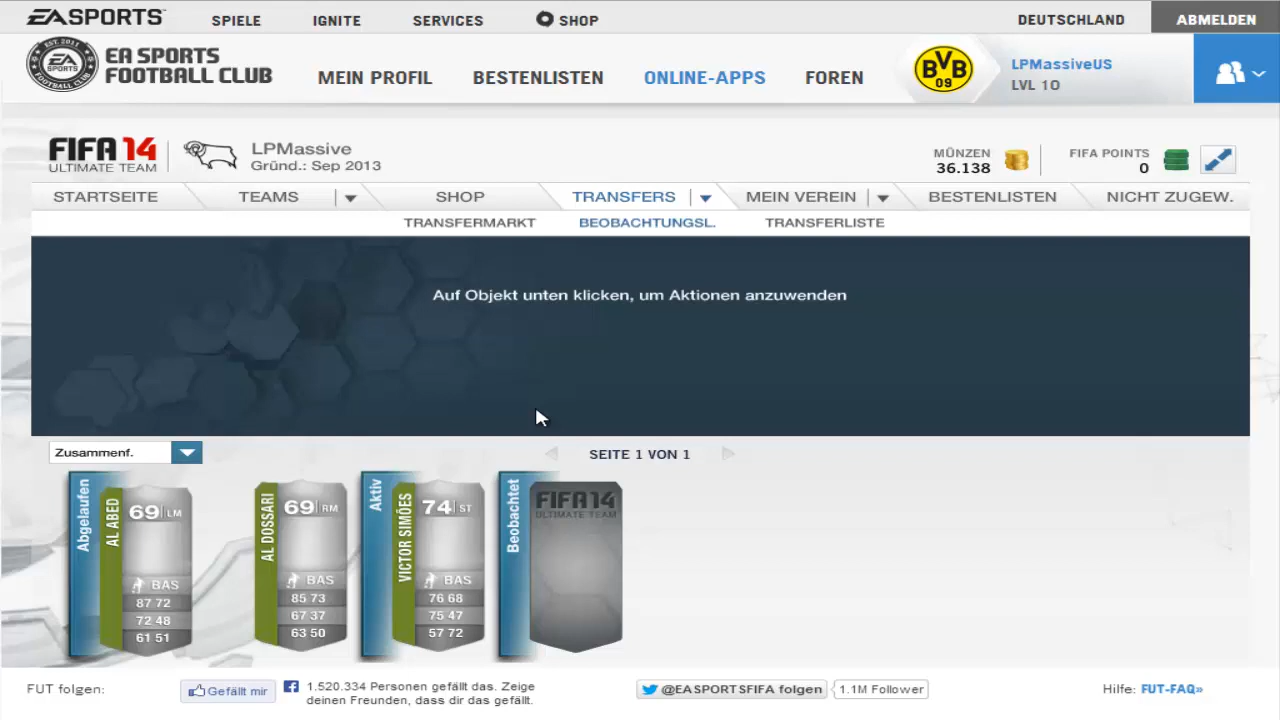 EA SPORTS SPIELE IGNITE SERVICES SHOP DEUTSCHLAND ABMELDEN
EST. 2011
EA SPORTS
EA SPORTS
FOOTBALL CLUB
MEIN PROFIL BESTENLISTEN ONLINE-APPS FOREN
BVB
09
LPMassiveUS
LVL 10
FIFA 14
ULTIMATE TEAM
LPMassive
Gründ.: Sep 2013
MÜNZEN
36.138
FIFA POINTS
0
STARTSEITE TEAMS SHOP TRANSFERS MEIN VEREIN BESTENLISTEN NICHT ZUGEW.
TRANSFERMARKT BEOBACHTUNGSL. TRANSFERLISTE
Auf Objekt unten klicken, um Aktionen anzuwenden
Zusammenf.
SEITE 1 VON 1
Abgelaufen
AL ABED
69 LM
BAS
87 72
72 48
61 51
AL DOSSARI
69 RM
BAS
85 73
67 37
63 50
Aktiv
VICTOR SIMÕES
74 ST
BAS
76 68
75 47
57 72
Beobachtet
FIFA 14
ULTIMATE TEAM
FUT folgen:
Gefällt mir
1.520.334 Personen gefällt das. Zeige
deinen Freunden, dass dir das gefällt.
@EASPORTSFIFA folgen
1.1M Follower
Hilfe: FUT-FAQ»